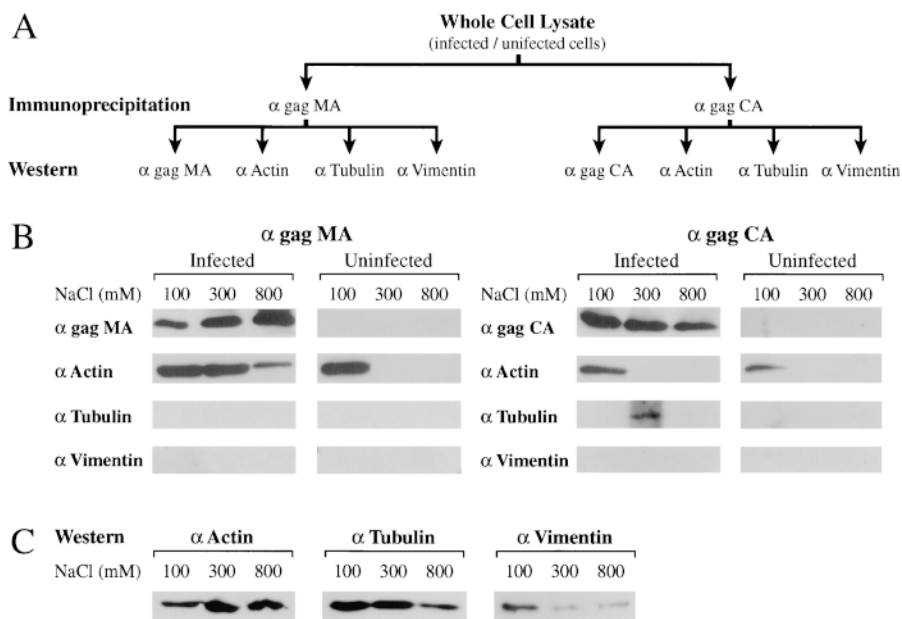 A
Whole Cell Lysate
(infected / unifected cells)
Immunoprecipitation α gag MA α gag CA
Western α gag MA α Actin α Tubulin α Vimentin α gag CA α Actin α Tubulin α Vimentin
B
α gag MA α gag CA
Infected Uninfected Infected Uninfected
NaCl (mM) 100 300 800 100 300 800 NaCl (mM) 100 300 800 100 300 800
α gag MA α gag CA
α Actin α Actin
α Tubulin α Tubulin
α Vimentin α Vimentin
C Western α Actin α Tubulin α Vimentin
NaCl (mM) 100 300 800 100 300 800 100 300 800